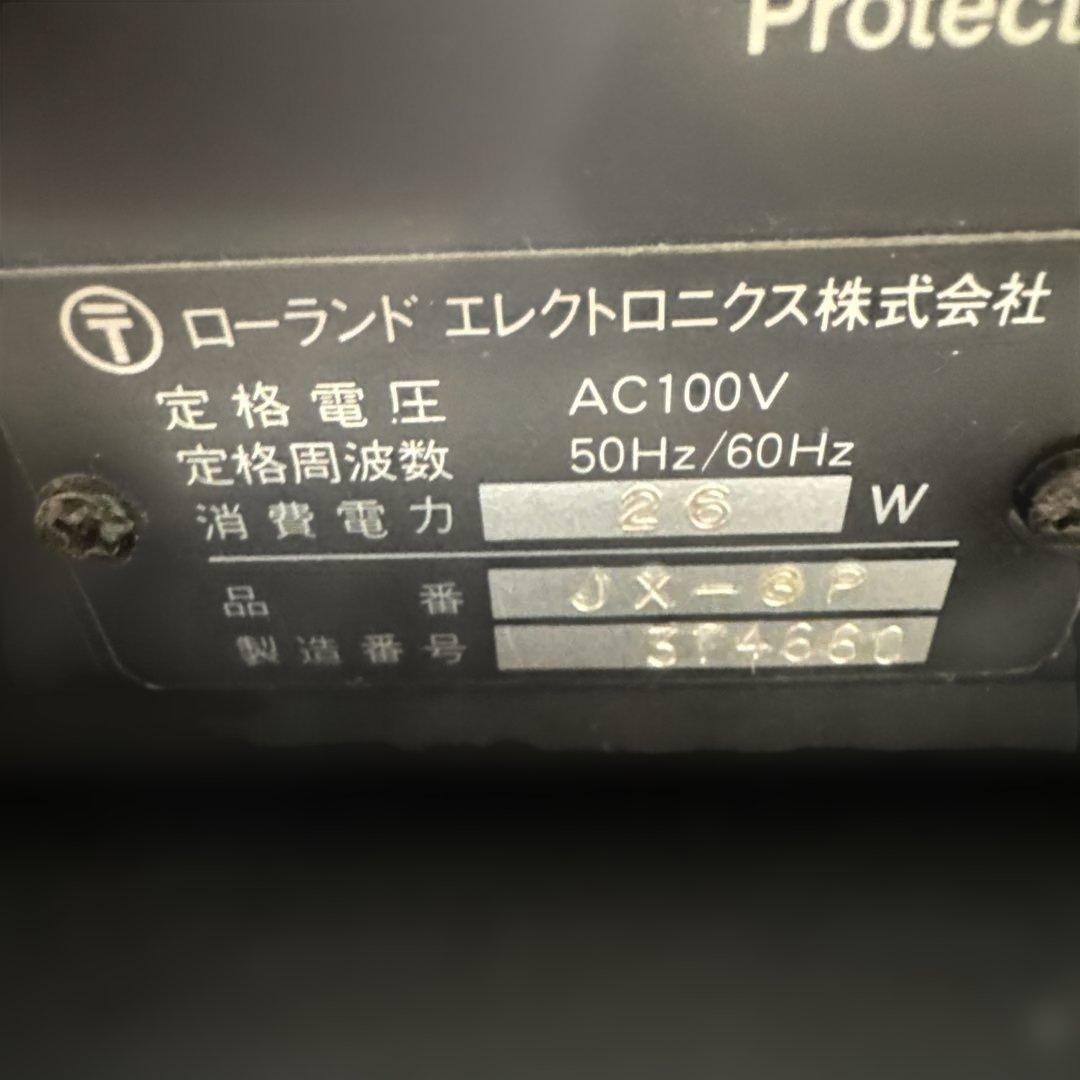 Protect
〒 ローランド エレクトロニクス株式会社
定格電圧 AC100V
定格周波数 50Hz/60Hz
消費電力 26 W
品番 JX-8P
製造番号